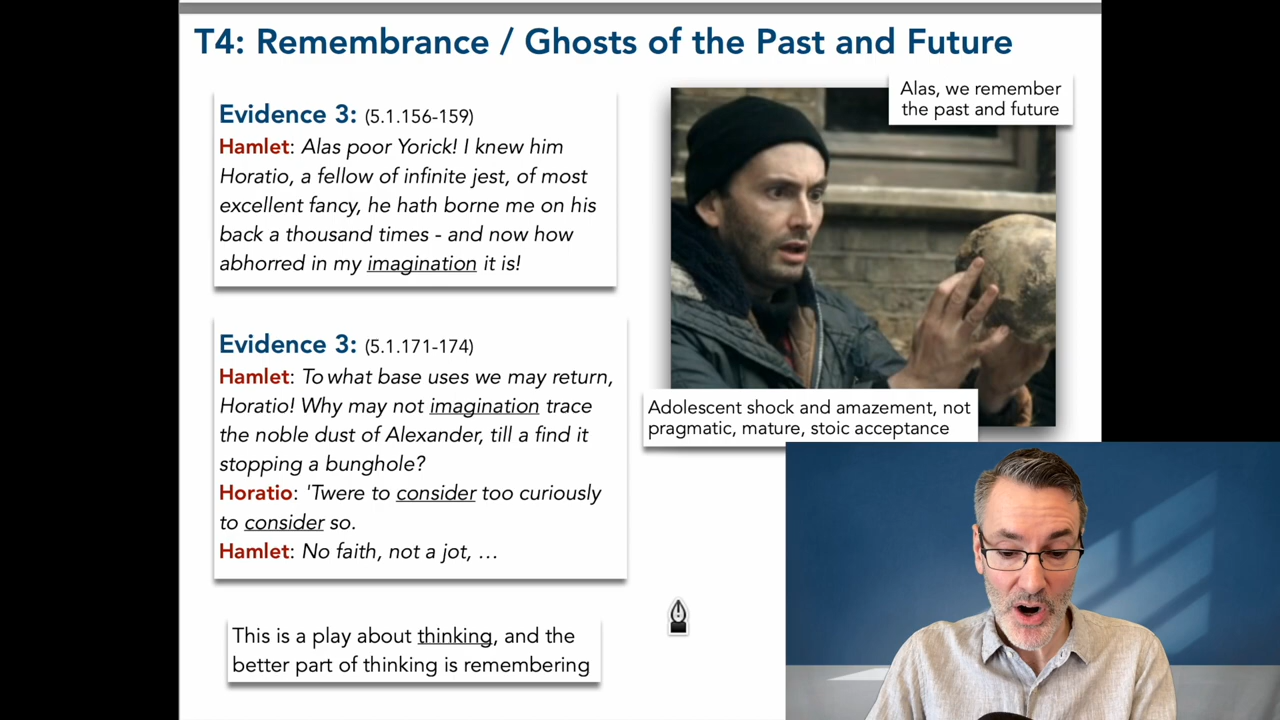 T4: Remembrance / Ghosts of the Past and Future
Evidence 3: (5.1.156-159)
Hamlet: Alas poor Yorick! I knew him
Horatio, a fellow of infinite jest, of most
excellent fancy, he hath borne me on his
back a thousand times - and now how
abhorred in my imagination it is!
Alas, we remember
the past and future
Evidence 3: (5.1.171-174)
Hamlet: To what base uses we may return,
Horatio! Why may not imagination trace
the noble dust of Alexander, till a find it
stopping a bunghole?
Horatio: 'Twere to consider too curiously
to consider so.
Hamlet: No faith, not a jot, …
Adolescent shock and amazement, not
pragmatic, mature, stoic acceptance
This is a play about thinking, and the
better part of thinking is remembering